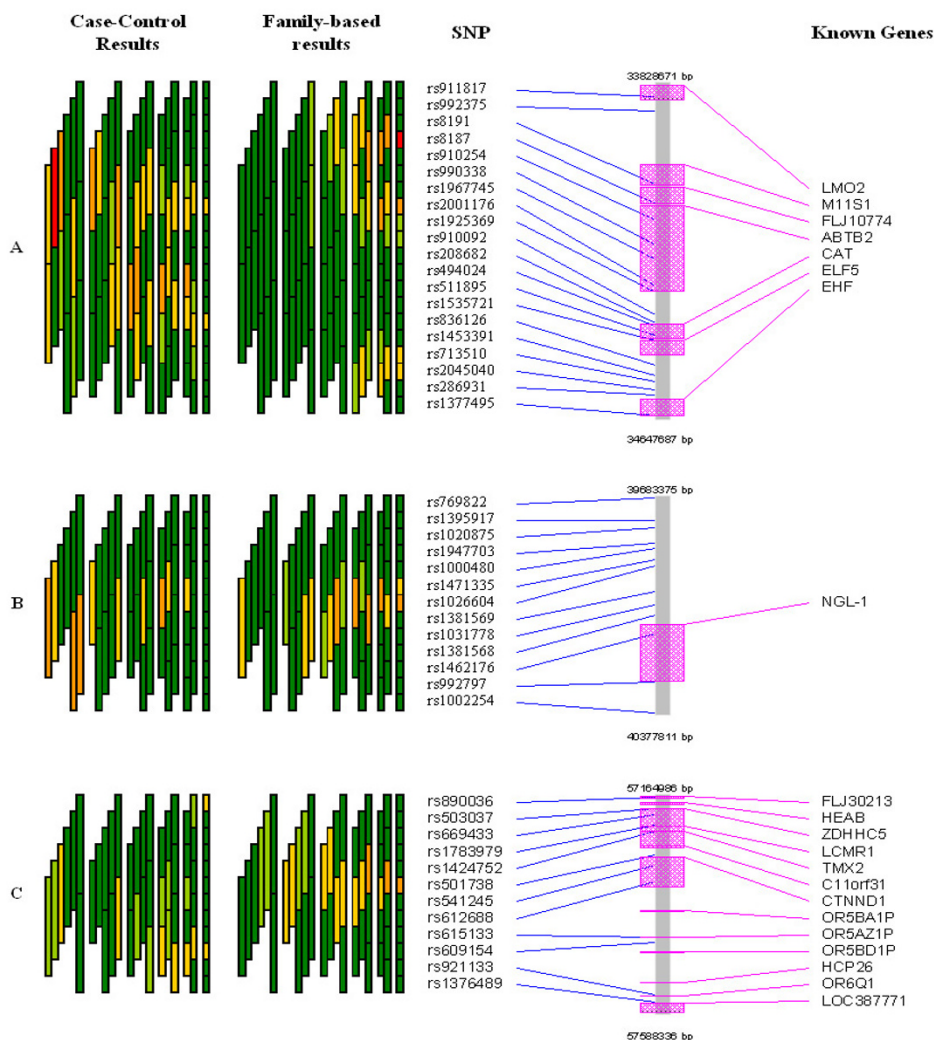 Case-Control Results
Family-based results
SNP
Known Genes
A
rs911817
rs992375
rs8191
rs8187
rs910254
rs990338
rs1967745
rs2001176
rs1925369
rs910092
rs208682
rs494024
rs511895
rs1535721
rs836126
rs1453391
rs713510
rs2045040
rs286931
rs1377495
33828671 bp
34647687 bp
LMO2
M11S1
FLJ10774
ABTB2
CAT
ELF5
EHF
B
rs769822
rs1395917
rs1020875
rs1947703
rs1000480
rs1471335
rs1026604
rs1381569
rs1031778
rs1381568
rs1462176
rs992797
rs1002254
39683375 bp
40377811 bp
NGL-1
C
rs890036
rs503037
rs669433
rs1783979
rs1424752
rs501738
rs541245
rs612688
rs615133
rs609154
rs921133
rs1376489
57164986 bp
57588336 bp
FLJ30213
HEAB
ZDHHC5
LCMR1
TMX2
C11orf31
CTNND1
OR5BA1P
OR5AZ1P
OR5BD1P
HCP26
OR6Q1
LOC387771